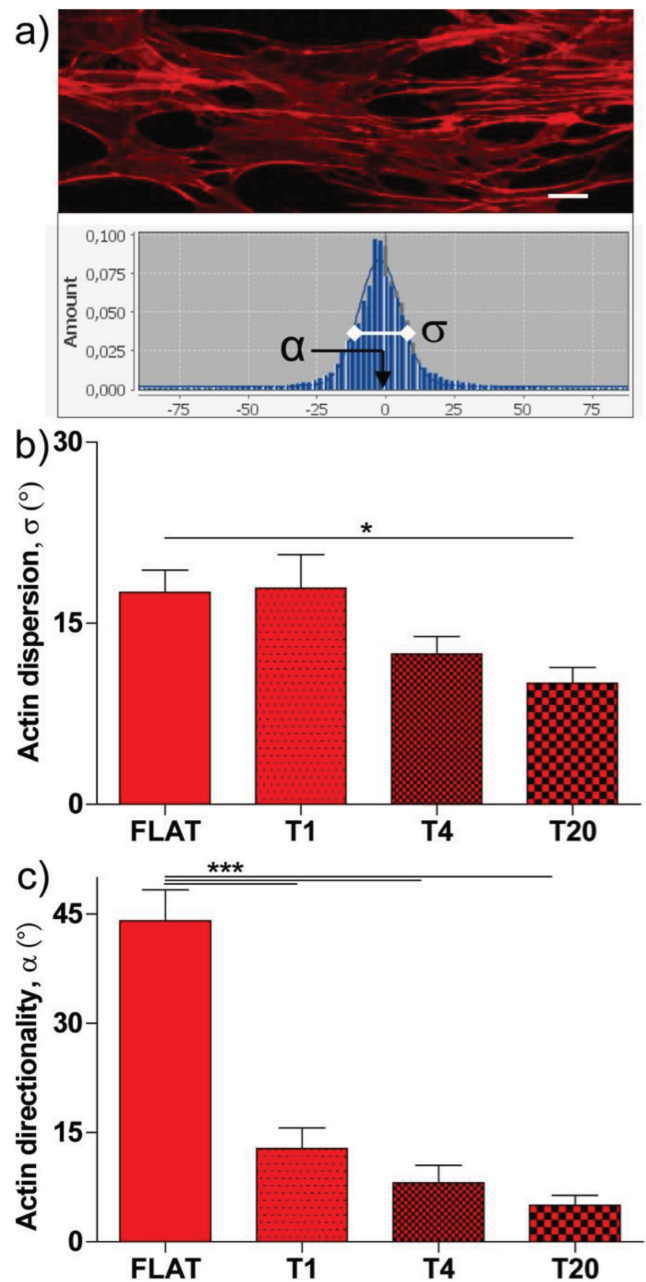 a)
0,100
0,075
0,050
0,025
0,000
Amount
α
σ
-75 -50 -25 0 25 50 75
b)
30
15
0
Actin dispersion, σ (°)
*
FLAT T1 T4 T20
c)
45
30
15
0
Actin directionality, α (°)
***
FLAT T1 T4 T20